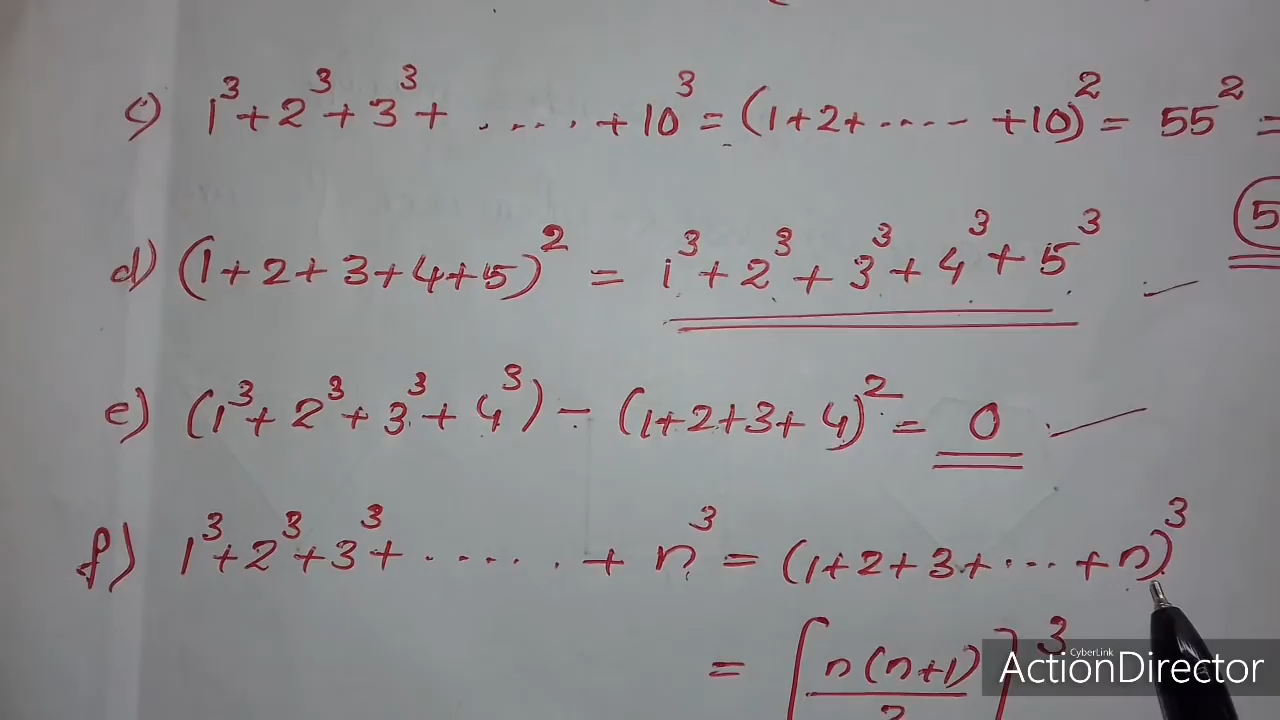 c) 1³ + 2³ + 3³ + ..... + 10³ = (1+2+ ..... +10)² = 55² =
5
d) (1+2+3+4+5)² = 1³ + 2³ + 3³ + 4³ + 5³
e) (1³ + 2³ + 3³ + 4³) - (1+2+3+4)² = 0
f) 1³ + 2³ + 3³ + ...... + n³ = (1+2+3+ ... +n)³
= [n(n+1)/2]³
CyberLink
ActionDirector